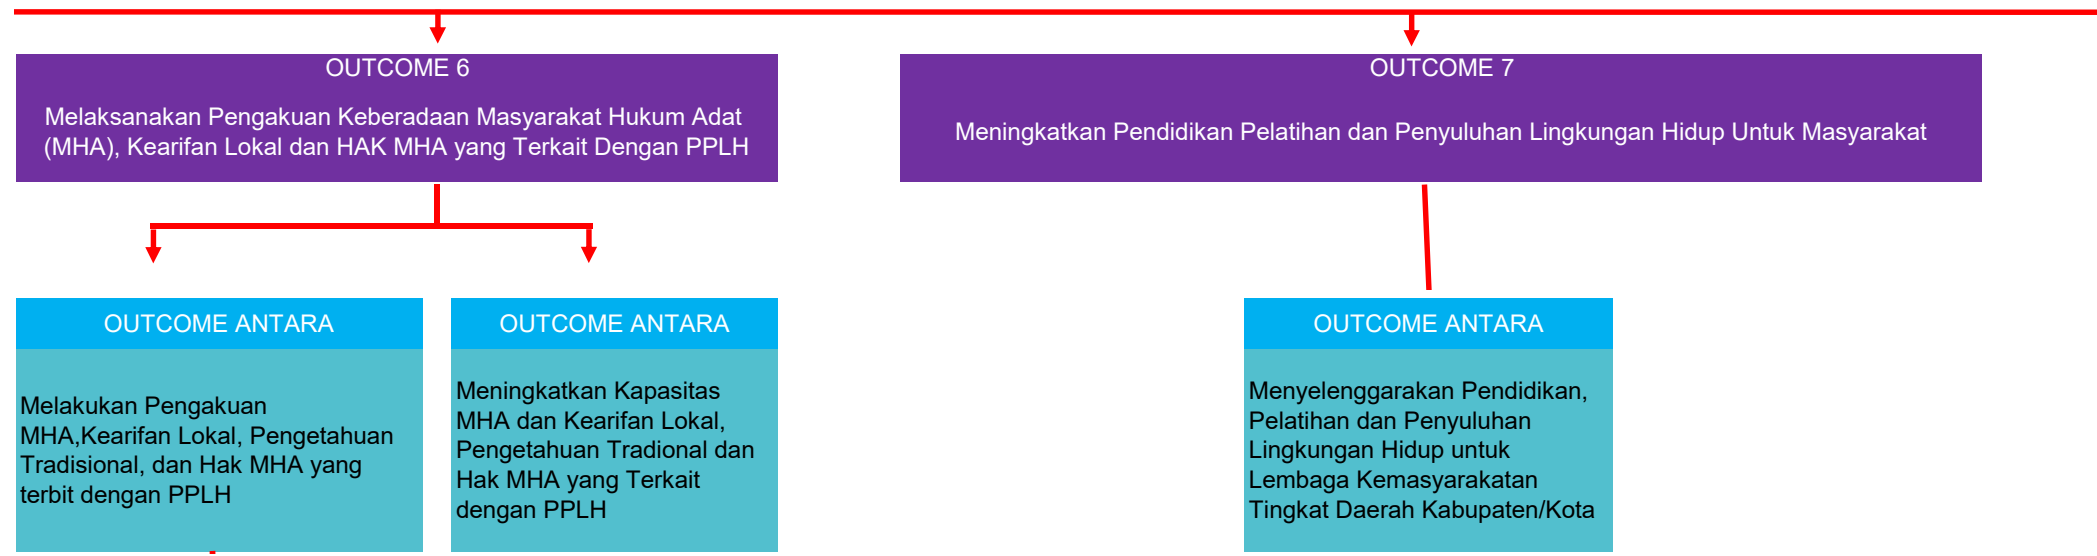 OUTCOME 6
Melaksanakan Pengakuan Keberadaan Masyarakat Hukum Adat
(MHA), Kearifan Lokal dan HAK MHA yang Terkait Dengan PPLH
OUTCOME 7
Meningkatkan Pendidikan Pelatihan dan Penyuluhan Lingkungan Hidup Untuk Masyarakat
OUTCOME ANTARA
Melakukan Pengakuan
MHA,Kearifan Lokal, Pengetahuan
Tradisional, dan Hak MHA yang
terbit dengan PPLH
OUTCOME ANTARA
Meningkatkan Kapasitas
MHA dan Kearifan Lokal,
Pengetahuan Tradional dan
Hak MHA yang Terkait
dengan PPLH
OUTCOME ANTARA
Menyelenggarakan Pendidikan,
Pelatihan dan Penyuluhan
Lingkungan Hidup untuk
Lembaga Kemasyarakatan
Tingkat Daerah Kabupaten/Kota